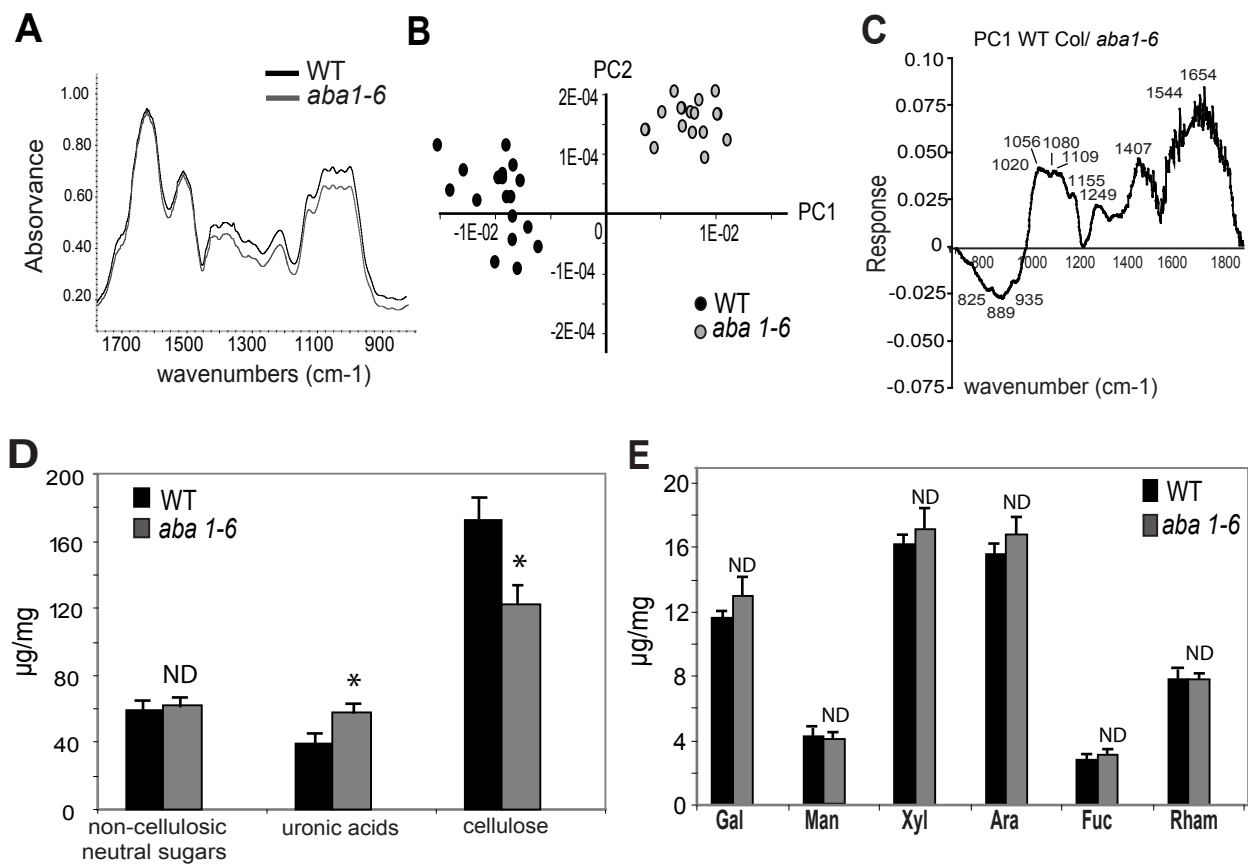 A
WT
aba1-6
1.00
0.80
0.60
0.40
0.20
Absorvance
1700 1500 1300 1100 900
wavenumbers (cm-1)
B
PC2
2E-04
1E-04
-1E-02 0 1E-02
PC1
-1E-04
-2E-04
WT
aba 1-6
C
PC1 WT Col/ aba1-6
0.10
0.075
0.050
0.025
0
-0.025
-0.050
-0.075
Response
1654
1544
1407
1056 1080
1020 1109
1155
1249
800 1000 1200 1400 1600 1800
825 935
889
wavenumber (cm-1)
D
200
160
120
80
40
0
µg/mg
WT
aba 1-6
ND
*
*
non-cellulosic
neutral sugars
uronic acids
cellulose
E
20
16
12
8
4
0
µg/mg
WT
aba 1-6
ND
ND
ND
ND
ND
ND
Gal Man Xyl Ara Fuc Rham